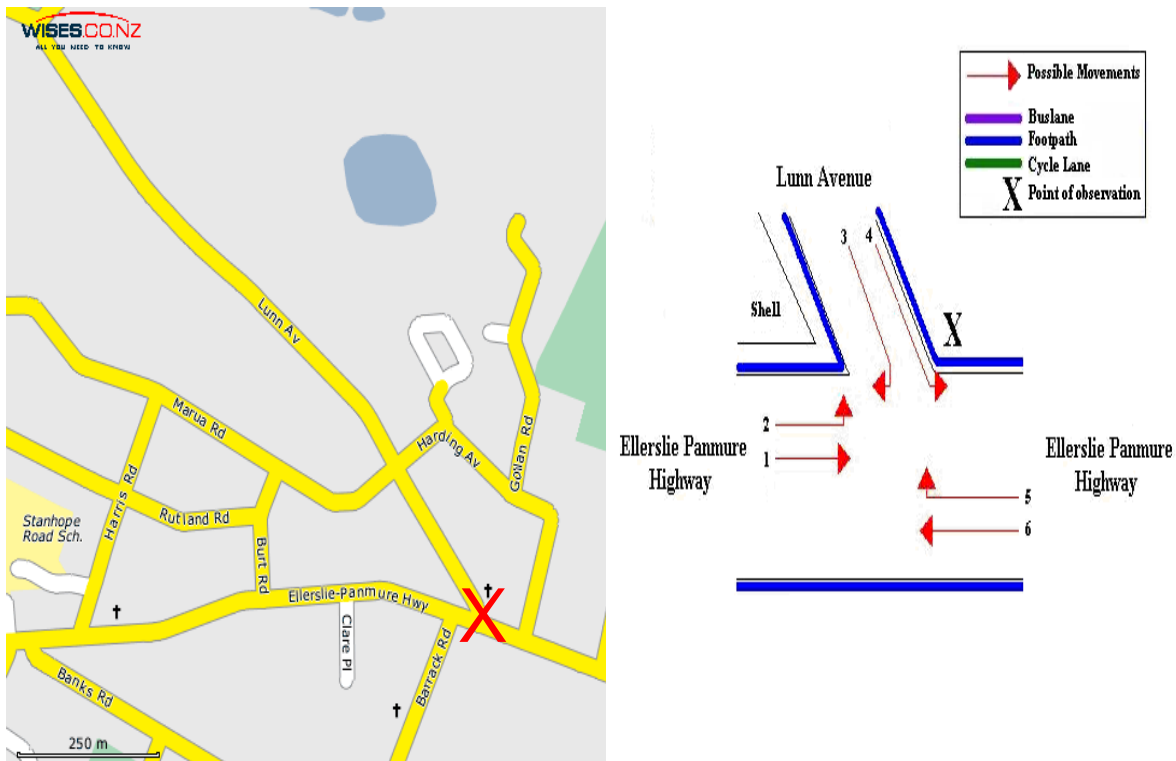 WISES.CO.NZ
ALL YOU NEED TO KNOW
Lunn Av
Marua Rd
Harding Av
Gollan Rd
Harris Rd
Rutland Rd
Stanhope
Road Sch.
Burt Rd
Ellerslie-Panmure Hwy
X
Clare Pl
Barrack Rd
Banks Rd
250 m
Possible Movements
Buslane
Footpath
Cycle Lane
X Point of observation
Lunn Avenue
3 4
Shell
X
2
1
Ellerslie Panmure
Highway
Ellerslie Panmure
Highway
5
6